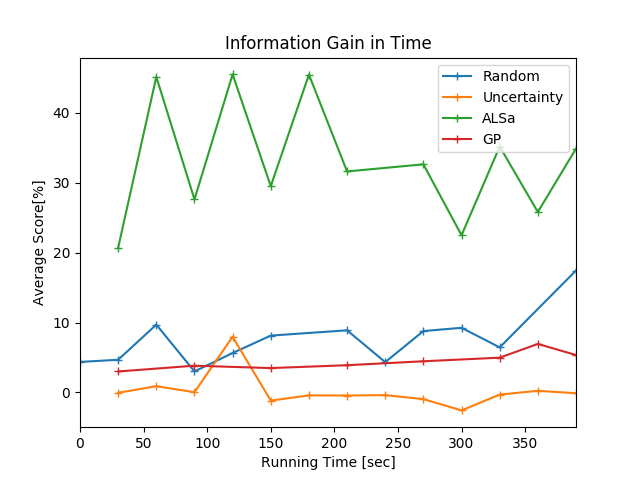 Information Gain in Time
Random
Uncertainty
ALSa
GP
Average Score[%]
40
30
20
10
0
0 50 100 150 200 250 300 350
Running Time [sec]